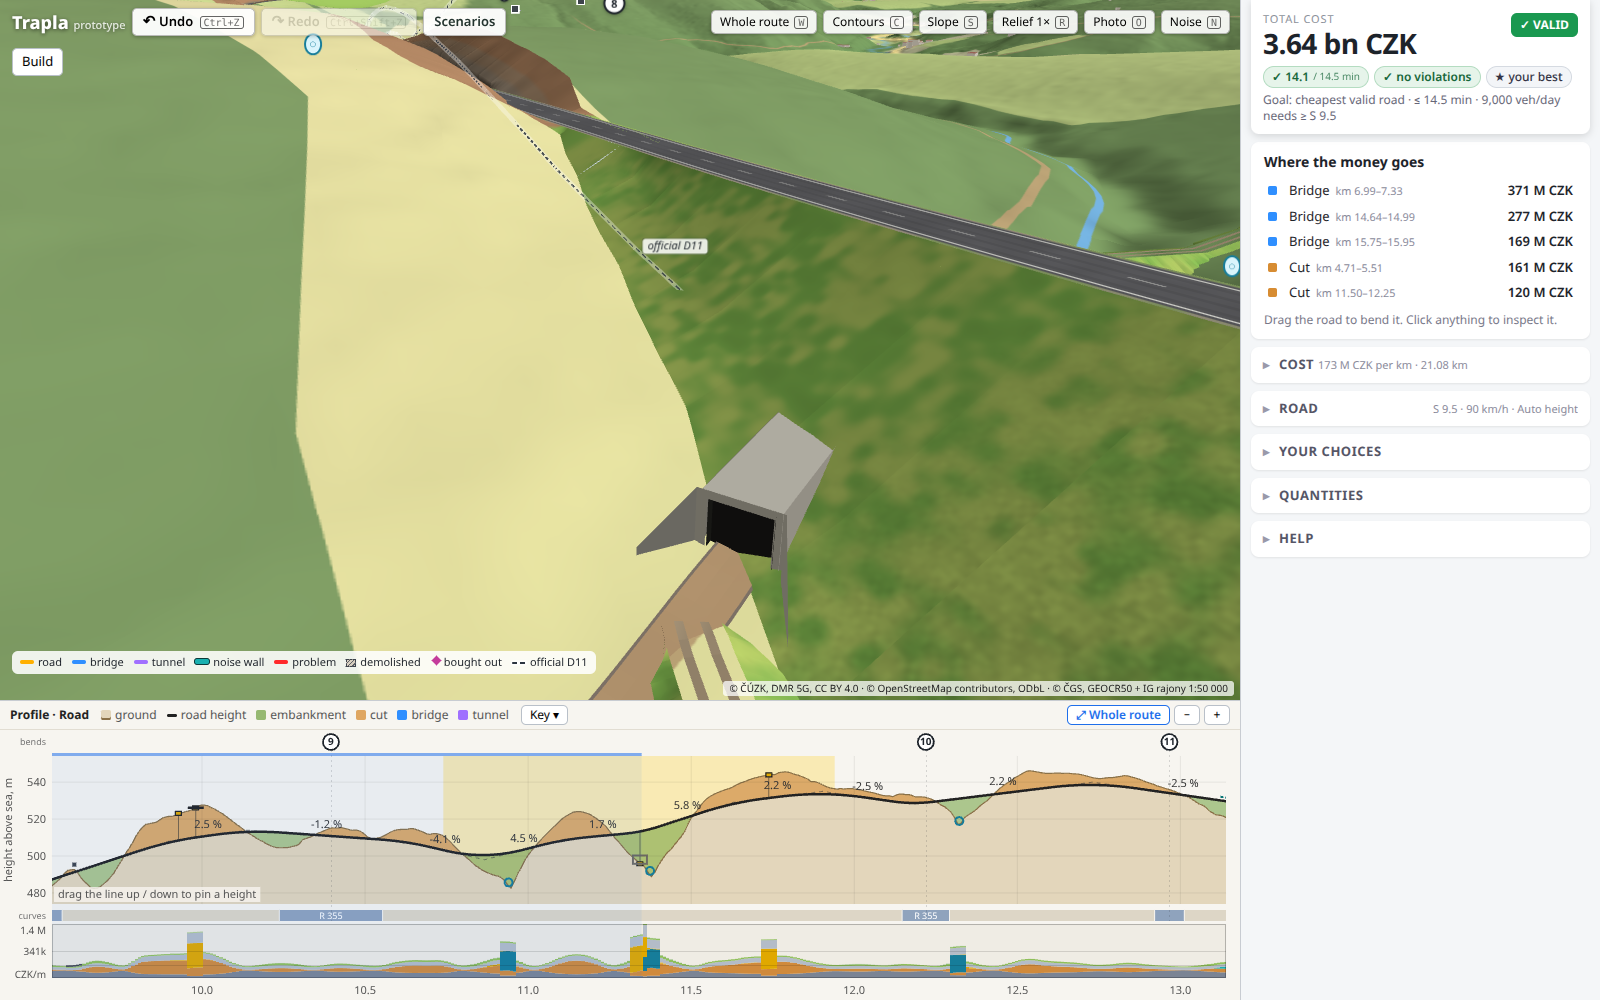 Trapla prototype
↶ Undo Ctrl+Z
↷ Redo
Scenarios
Whole route W
Contours C
Slope S
Relief 1× R
Photo O
Noise N
Build
8
official D11
road
bridge
tunnel
noise wall
problem
demolished
bought out
official D11
© ČÚZK, DMR 5G, CC BY 4.0 · © OpenStreetMap contributors, ODbL · © ČGS, GEOCR50 + IG rajony 1:50 000
TOTAL COST
3.64 bn CZK
✓ VALID
✓ 14.1 / 14.5 min
✓ no violations
★ your best
Goal: cheapest valid road · ≤ 14.5 min · 9,000 veh/day
needs ≥ S 9.5
Where the money goes
Bridge km 6.99–7.33 371 M CZK
Bridge km 14.64–14.99 277 M CZK
Bridge km 15.75–15.95 169 M CZK
Cut km 4.71–5.51 161 M CZK
Cut km 11.50–12.25 120 M CZK
Drag the road to bend it. Click anything to inspect it.
▶ COST 173 M CZK per km · 21.08 km
▶ ROAD S 9.5 · 90 km/h · Auto height
▶ YOUR CHOICES
▶ QUANTITIES
▶ HELP
Profile · Road
ground
road height
embankment
cut
bridge
tunnel
Key ▾
⤢ Whole route
−
+
bends
9
10
11
height above sea, m
540
520
500
480
2.5 %
-1.2 %
-4.1 %
4.5 %
1.7 %
5.8 %
2.2 %
-2.5 %
2.2 %
-2.5 %
drag the line up / down to pin a height
curves
R 355
R 355
1.4 M
341k
CZK/m
10.0
10.5
11.0
11.5
12.0
12.5
13.0